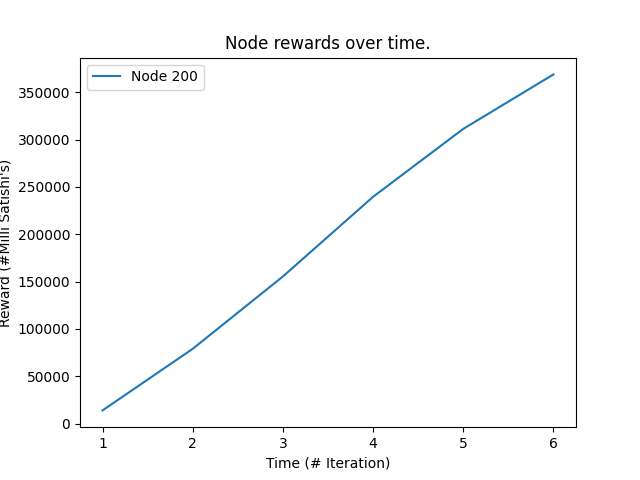 Node rewards over time.
Node 200
Reward (#Milli Satishi's)
350000
300000
250000
200000
150000
100000
50000
0
1 2 3 4 5 6
Time (# Iteration)